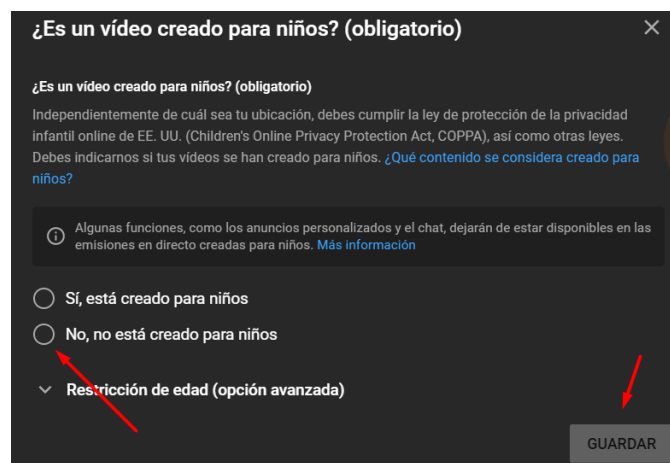 ¿Es un vídeo creado para niños? (obligatorio)
¿Es un vídeo creado para niños? (obligatorio)
Independientemente de cuál sea tu ubicación, debes cumplir la ley de protección de la privacidad
infantil online de EE. UU. (Children's Online Privacy Protection Act, COPPA), así como otras leyes.
Debes indicarnos si tus vídeos se han creado para niños. ¿Qué contenido se considera creado para
niños?
Algunas funciones, como los anuncios personalizados y el chat, dejarán de estar disponibles en las
emisiones en directo creadas para niños. Más información
Sí, está creado para niños
No, no está creado para niños
Restricción de edad (opción avanzada)
GUARDAR